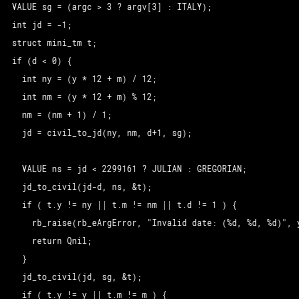 VALUE sg = (argc > 3 ? argv[3] : ITALY);
int jd = -1;
struct mini_tm t;
if (d < 0) {
int ny = (y * 12 + m) / 12;
int nm = (y * 12 + m) % 12;
nm = (nm + 1) / 1;
jd = civil_to_jd(ny, nm, d+1, sg);
VALUE ns = jd < 2299161 ? JULIAN : GREGORIAN;
jd_to_civil(jd-d, ns, &t);
if ( t.y != ny || t.m != nm || t.d != 1 ) {
rb_raise(rb_eArgError, "Invalid date: (%d, %d, %d)", y
return Qnil;
}
jd_to_civil(jd, sg, &t);
if ( t.y != y || t.m != m ) {